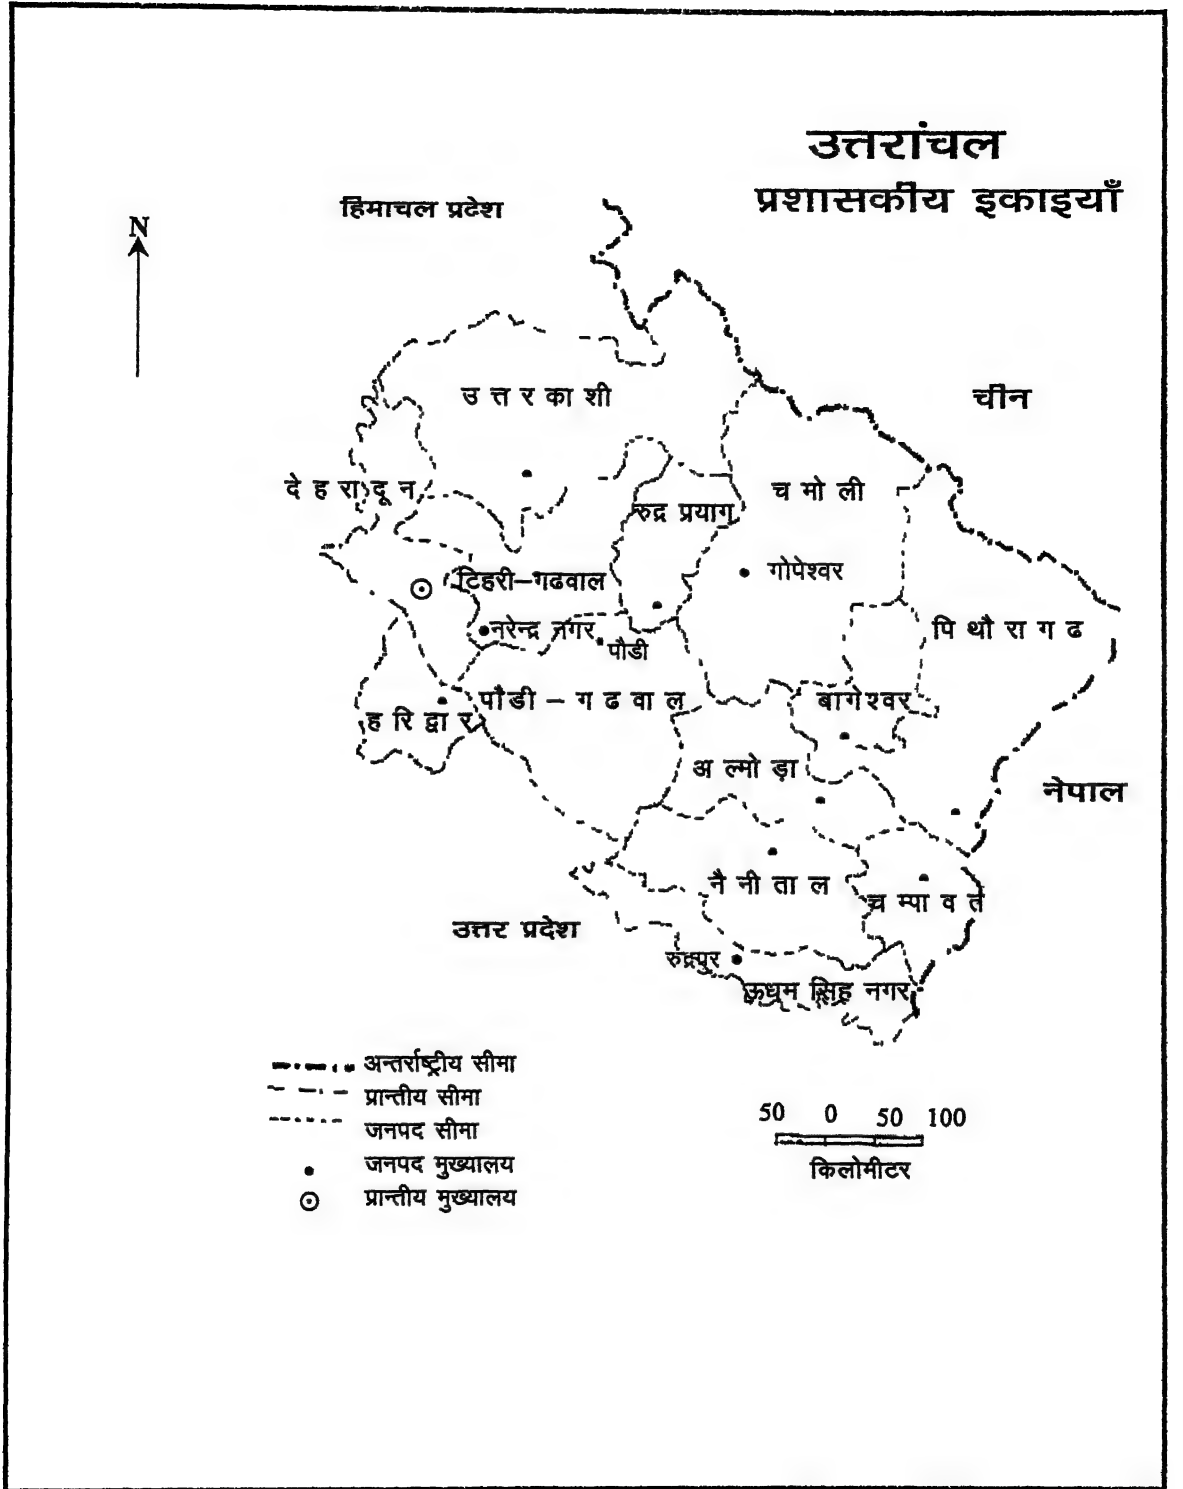 उत्तरांचल
प्रशासकीय इकाइयाँ
हिमाचल प्रदेश
N
चीन
उ त्त र का शी
दे ह रा दू न
च मो ली
रुद्र प्रयाग
गोपेश्वर
टिहरी–गढवाल
नरेन्द्र नगर
पौडी
पि थौ रा ग ढ
पौडी – ग ढ वा ल
बागेश्वर
ह रि द्वा र
अ ल्मो ड़ा
नेपाल
नै नी ता ल
च म्पा व त
उत्तर प्रदेश
रुद्रपुर
ऊधम सिंह नगर
अन्तर्राष्ट्रीय सीमा
प्रान्तीय सीमा
जनपद सीमा
जनपद मुख्यालय
प्रान्तीय मुख्यालय
50 0 50 100
किलोमीटर